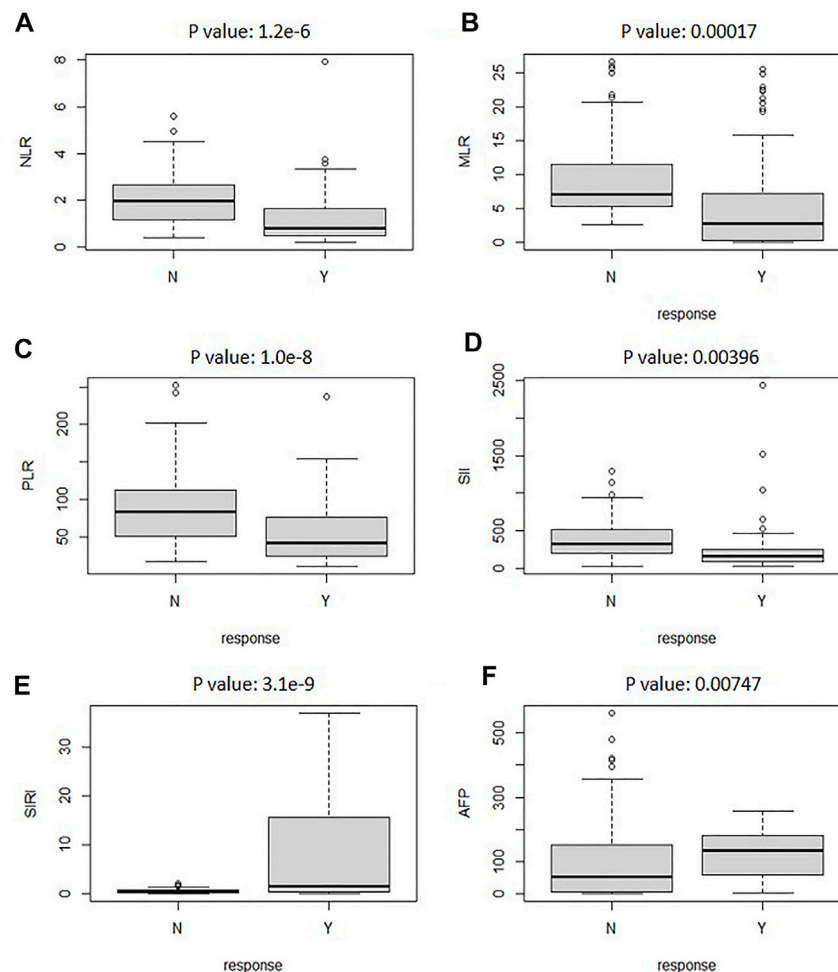 A
P value: 1.2e-6
NLR
8
6
4
2
0
N
Y
B
P value: 0.00017
MLR
25
20
15
10
5
0
N
Y
response
C
P value: 1.0e-8
PLR
200
100
50
N
Y
response
D
P value: 0.00396
SII
2500
1500
500
0
N
Y
response
E
P value: 3.1e-9
SIRI
30
20
10
0
N
Y
response
F
P value: 0.00747
AFP
500
300
100
0
N
Y
response